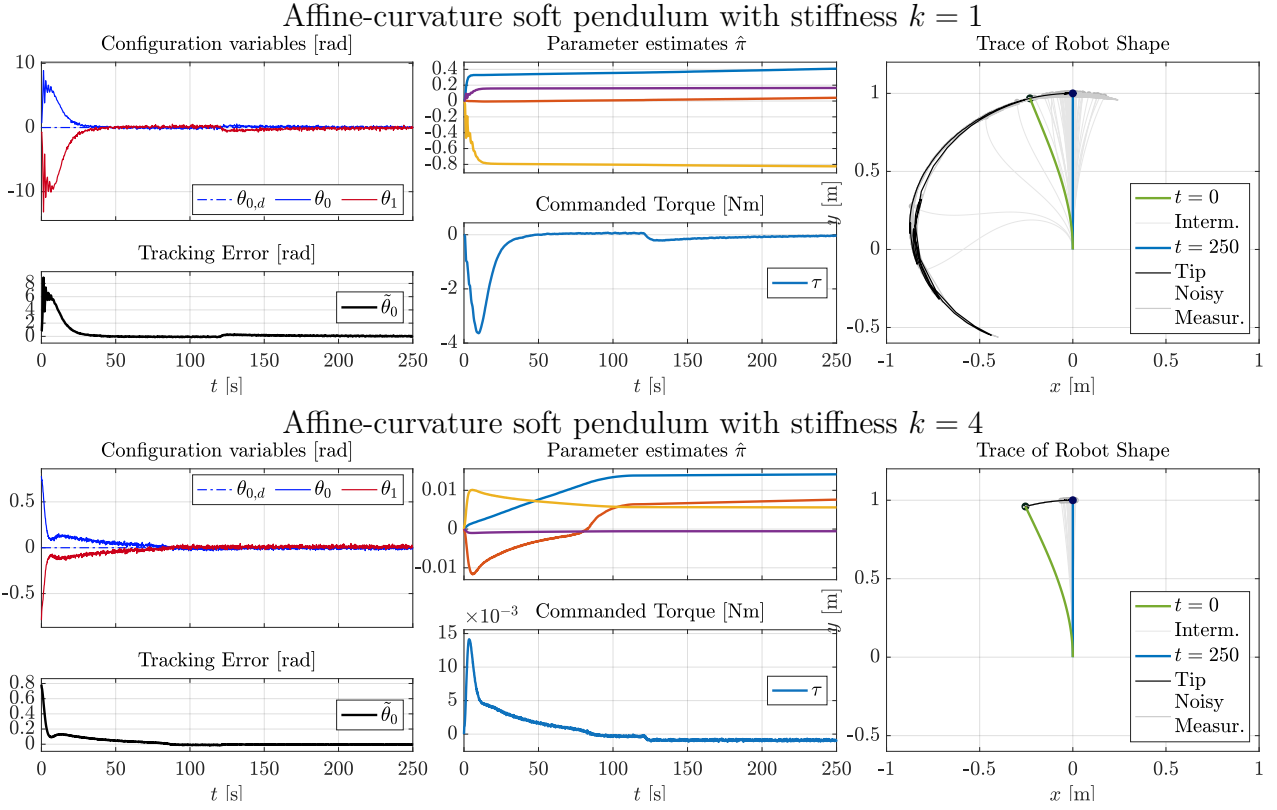 Affine-curvature soft pendulum with stiffness k = 1
Configuration variables [rad]
10
0
-10
θ₀,d θ₀ θ₁
Tracking Error [rad]
8
6
4
2
0
θ̃₀
0 50 100 150 200 250
t [s]
Parameter estimates π̂
0.4
0.2
0
-0.2
-0.4
-0.8
Commanded Torque [Nm]
0
-2
-4
τ
0 50 100 150 200 250
t [s]
Trace of Robot Shape
y [m]
1
0.5
0
-0.5
t = 0
Interm.
t = 250
Tip
Noisy
Measur.
-1 -0.5 0 0.5 1
x [m]
Affine-curvature soft pendulum with stiffness k = 4
Configuration variables [rad]
θ₀,d θ₀ θ₁
0.5
0
-0.5
Tracking Error [rad]
0.8
0.6
0.4
0.2
0
θ̃₀
0 50 100 150 200 250
t [s]
Parameter estimates π̂
0.01
0
-0.01
×10⁻³
Commanded Torque [Nm]
15
10
5
0
τ
0 50 100 150 200 250
t [s]
Trace of Robot Shape
y [m]
1
0.5
0
t = 0
Interm.
t = 250
Tip
Noisy
Measur.
-1 -0.5 0 0.5 1
x [m]